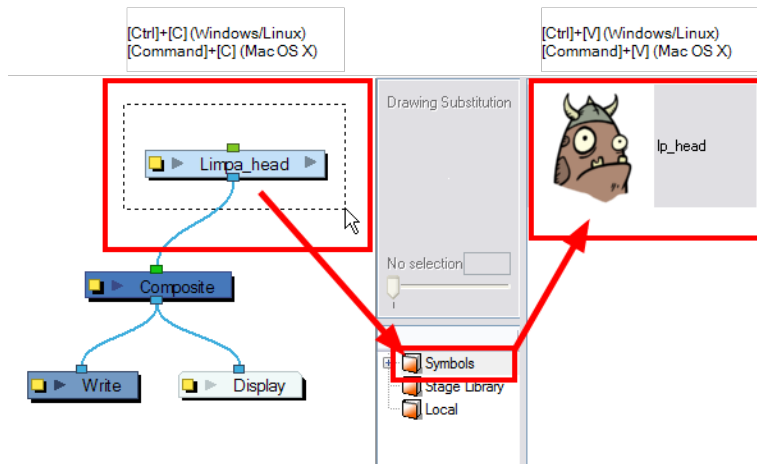 [Ctrl]+[C] (Windows/Linux)
[Command]+[C] (Mac OS X)
[Ctrl]+[V] (Windows/Linux)
[Command]+[V] (Mac OS X)
Drawing Substitution
lp_head
Limpa_head
No selection
Composite
Symbols
Stage Library
Local
Write
Display